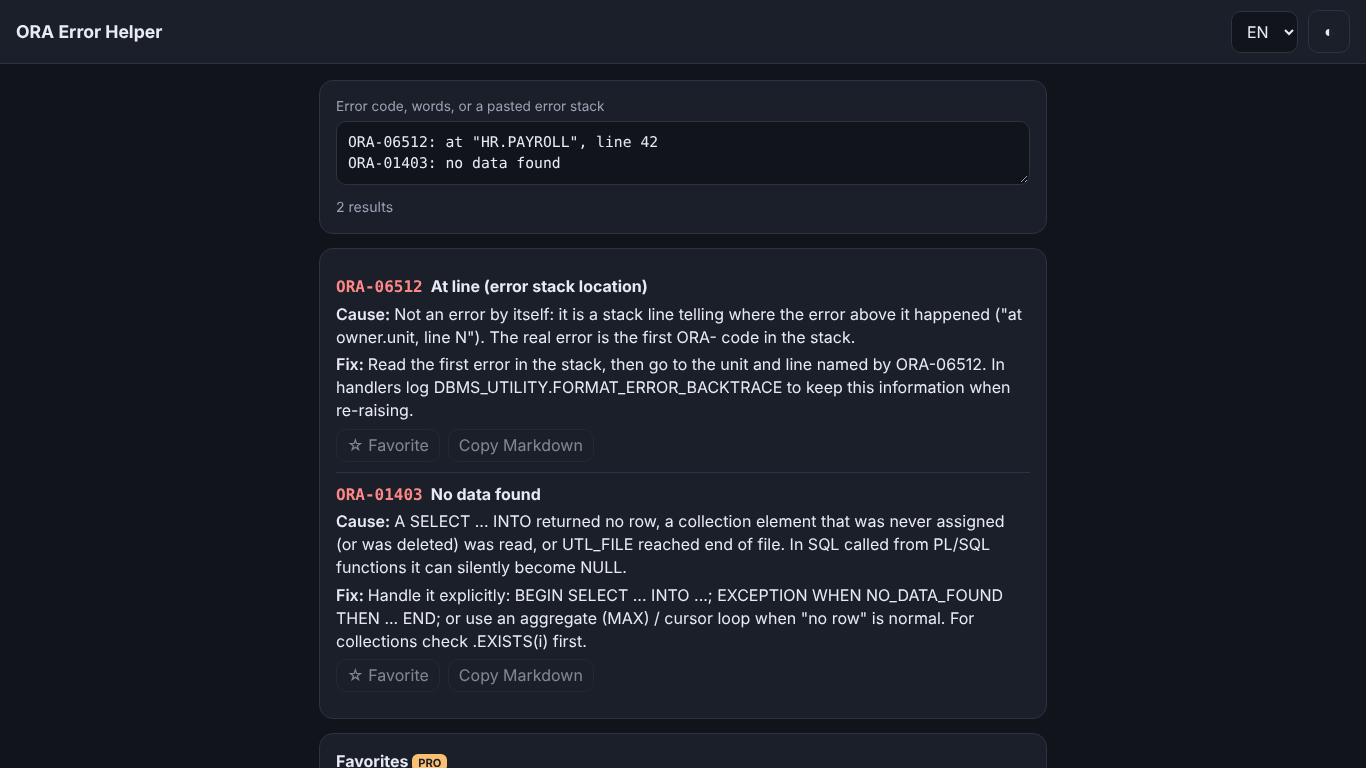 ORA Error Helper
EN
Error code, words, or a pasted error stack
ORA-06512: at "HR.PAYROLL", line 42
ORA-01403: no data found
2 results
ORA-06512 At line (error stack location)
Cause: Not an error by itself: it is a stack line telling where the error above it happened ("at
owner.unit, line N"). The real error is the first ORA- code in the stack.
Fix: Read the first error in the stack, then go to the unit and line named by ORA-06512. In
handlers log DBMS_UTILITY.FORMAT_ERROR_BACKTRACE to keep this information when
re-raising.
☆ Favorite
Copy Markdown
ORA-01403 No data found
Cause: A SELECT ... INTO returned no row, a collection element that was never assigned
(or was deleted) was read, or UTL_FILE reached end of file. In SQL called from PL/SQL
functions it can silently become NULL.
Fix: Handle it explicitly: BEGIN SELECT ... INTO ...; EXCEPTION WHEN NO_DATA_FOUND
THEN ... END; or use an aggregate (MAX) / cursor loop when "no row" is normal. For
collections check .EXISTS(i) first.
☆ Favorite
Copy Markdown
Favorites PRO